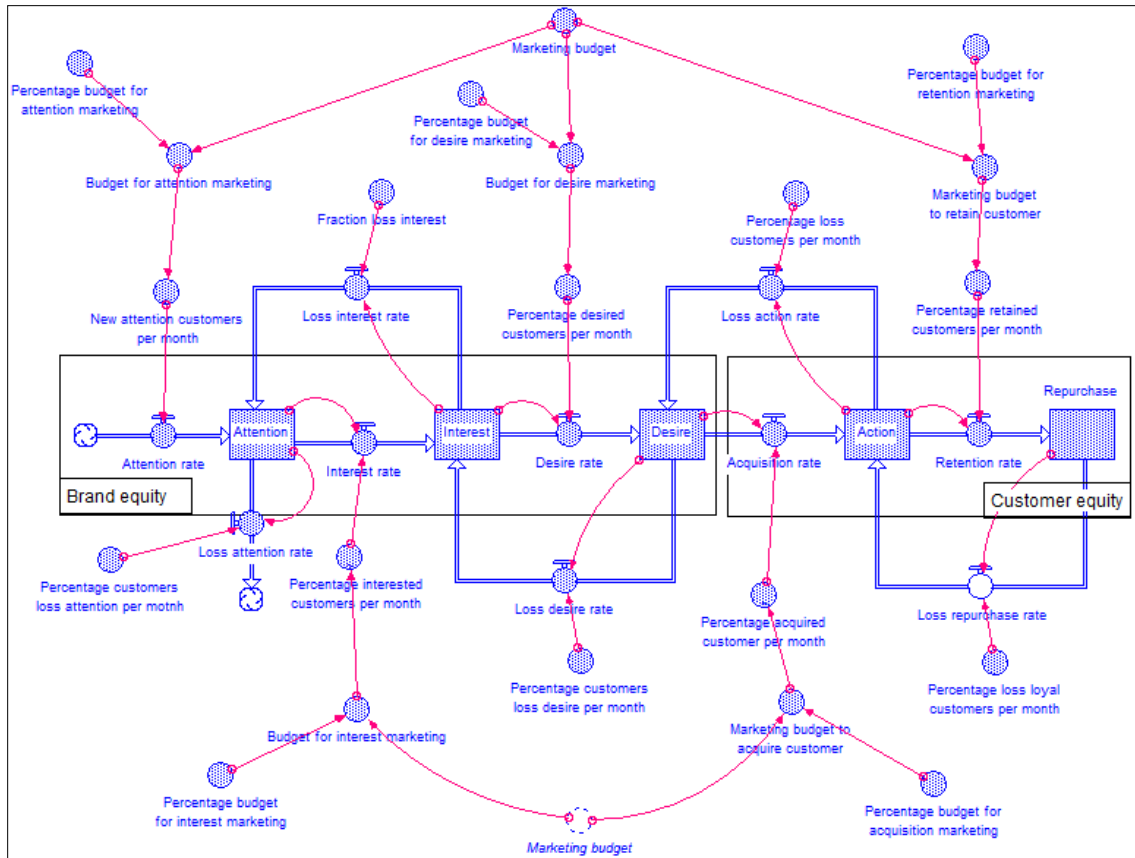 Marketing budget
Percentage budget for
attention marketing
Percentage budget
for desire marketing
Percentage budget for
retention marketing
Budget for attention marketing
Budget for desire marketing
Marketing budget
to retain customer
Fraction loss interest
Percentage loss
customers per month
New attention customers
per month
Loss interest rate
Percentage desired
customers per month
Loss action rate
Percentage retained
customers per month
Repurchase
Attention
Interest
Desire
Action
Attention rate
Interest rate
Desire rate
Acquisition rate
Retention rate
Brand equity
Customer equity
Loss attention rate
Percentage customers
loss attention per motnh
Percentage interested
customers per month
Loss desire rate
Percentage acquired
customer per month
Loss repurchase rate
Percentage customers
loss desire per month
Percentage loss loyal
customers per month
Budget for interest marketing
Marketing budget to
acquire customer
Percentage budget
for interest marketing
Percentage budget for
acquisition marketing
Marketing budget